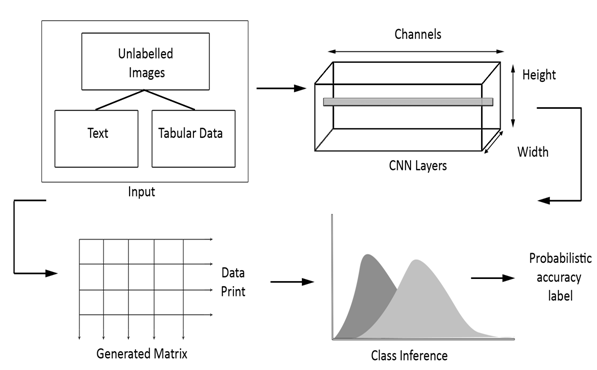 Unlabelled
Images
Text
Tabular Data
Input
Channels
Height
Width
CNN Layers
Data
Print
Generated Matrix
Class Inference
Probabilistic
accuracy
label